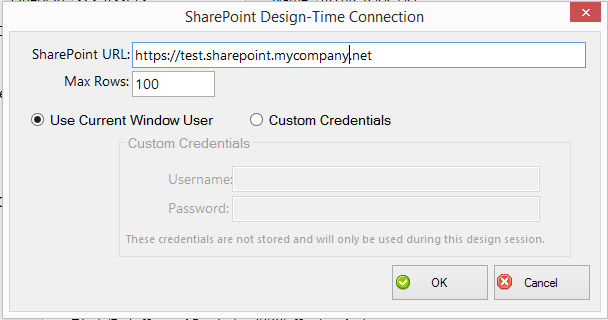 SharePoint Design-Time Connection
SharePoint URL: https://test.sharepoint.mycompany.net
Max Rows: 100
Use Current Window User Custom Credentials
Custom Credentials
Username:
Password:
These credentials are not stored and will only be used during this design session.
OK Cancel